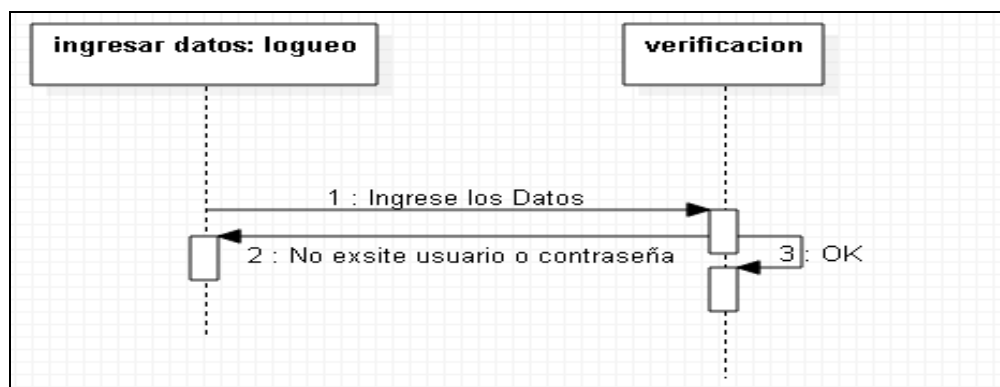 ingresar datos: logueo
verificacion
1 : Ingrese los Datos
2 : No exsite usuario o contraseña
3 : OK